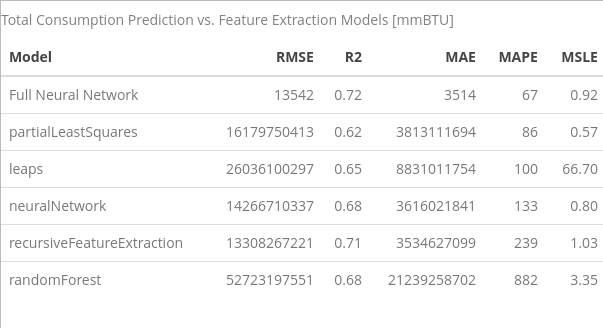 Total Consumption Prediction vs. Feature Extraction Models [mmBTU]
Model RMSE R2 MAE MAPE MSLE
Full Neural Network 13542 0.72 3514 67 0.92
partialLeastSquares 16179750413 0.62 3813111694 86 0.57
leaps 26036100297 0.65 8831011754 100 66.70
neuralNetwork 14266710337 0.68 3616021841 133 0.80
recursiveFeatureExtraction 13308267221 0.71 3534627099 239 1.03
randomForest 52723197551 0.68 21239258702 882 3.35